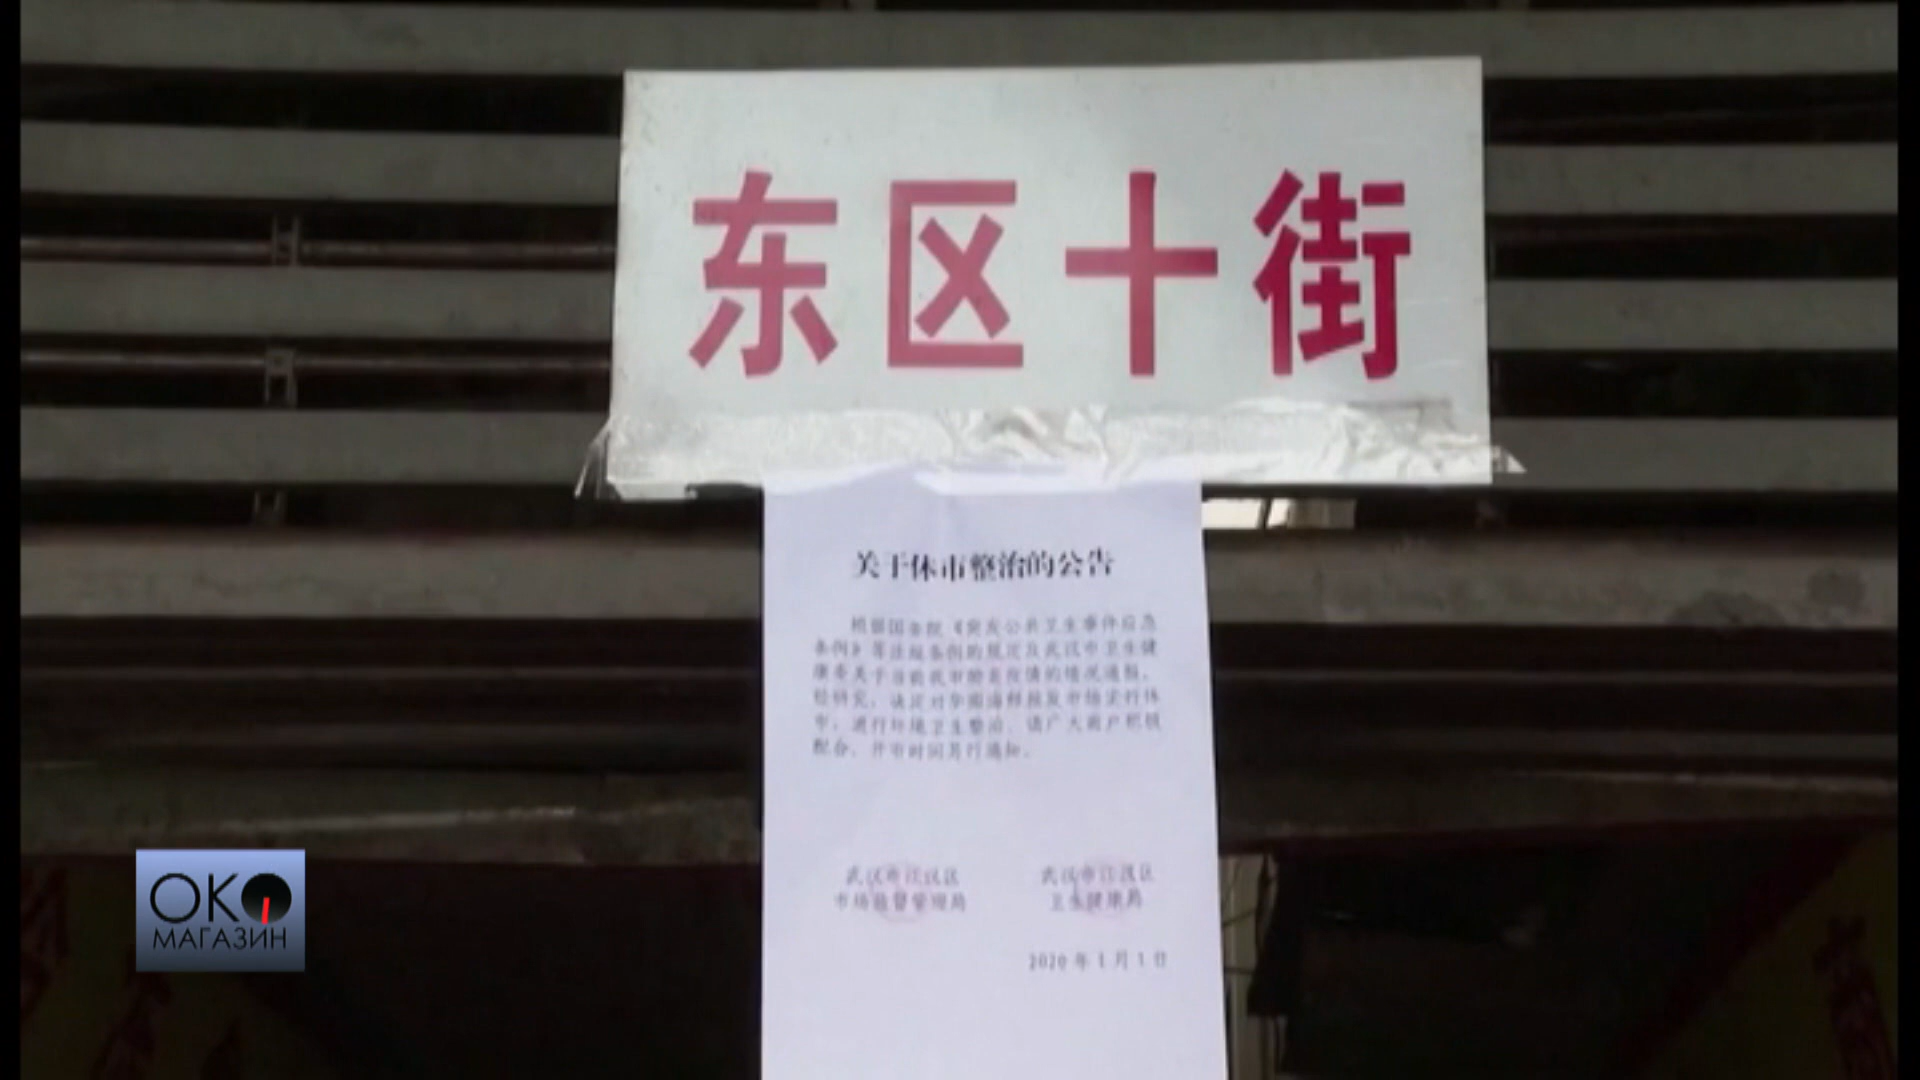 东区十街
关于休市整治的公告
根据国务院《突发公共卫生事件应急
条例》等法规条例的规定及武汉市卫生健
康委关于当前我市肺炎疫情的情况通报,
经研究,决定对华南海鲜批发市场实行休
市,进行环境卫生整治,请广大商户积极
配合,开市时间另行通知。
武汉市江汉区
市场监督管理局
武汉市江汉区
卫生健康局
2020年1月1日
ОКО
МАГАЗИН